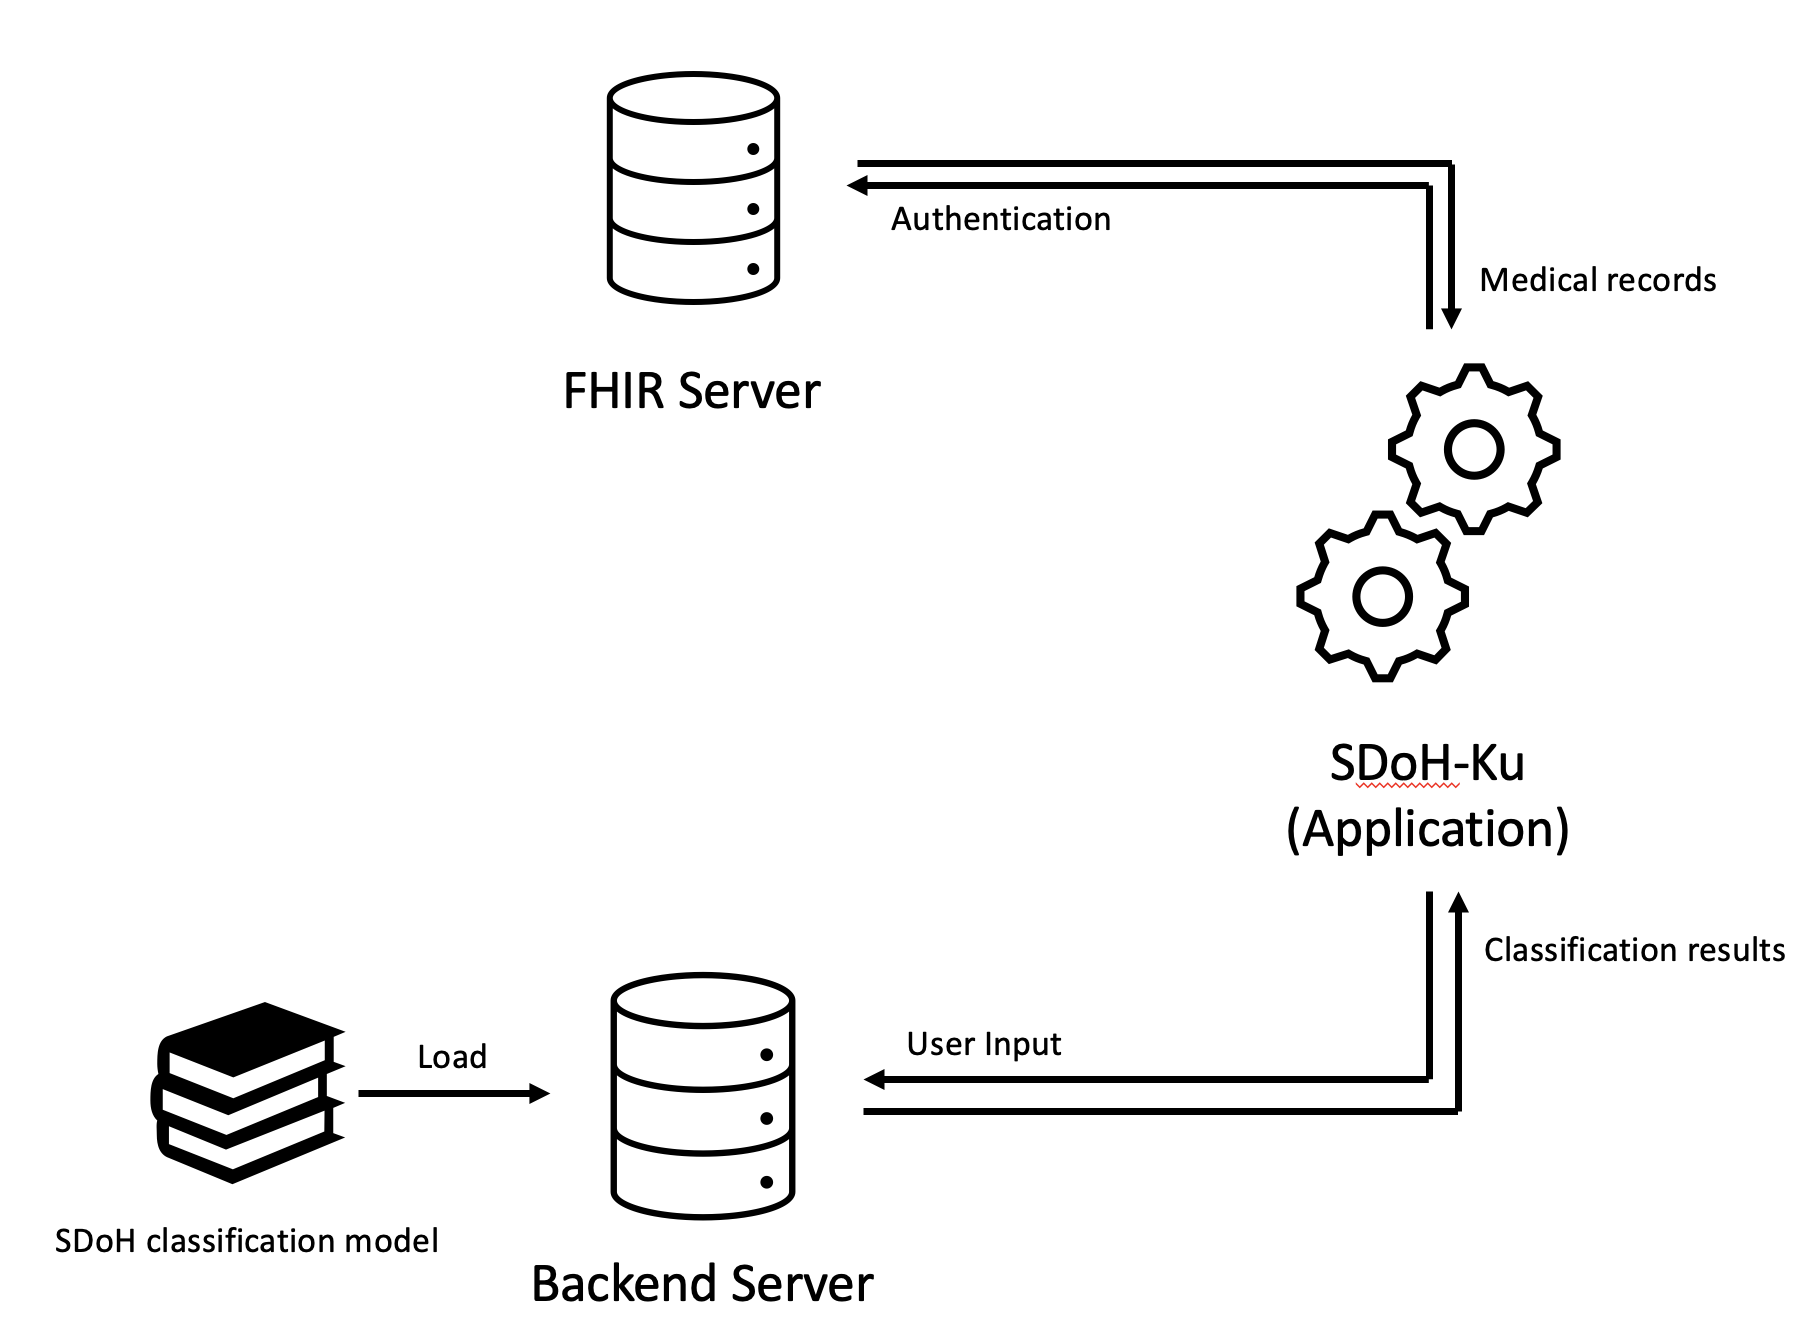 Authentication
Medical records
FHIR Server
SDoH-Ku
(Application)
Classification results
User Input
Load
SDoH classification model
Backend Server